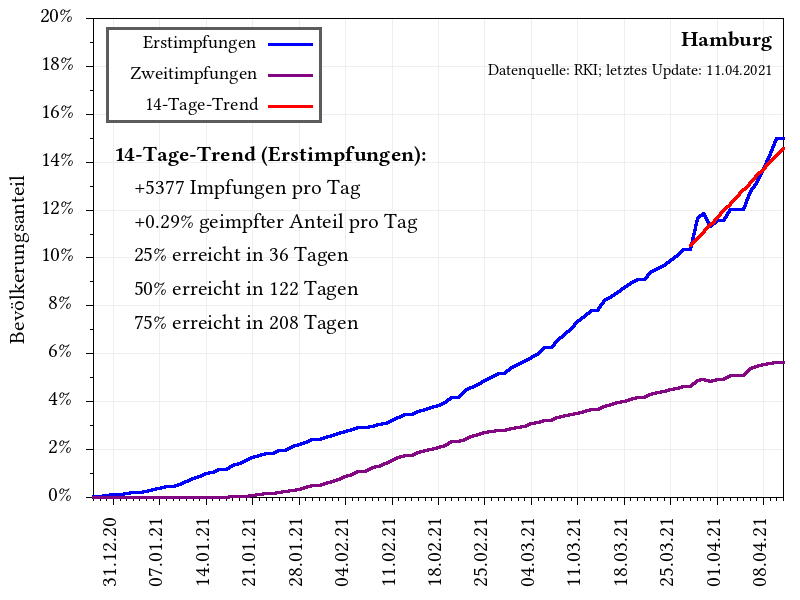 20%
18%
16%
14%
12%
10%
8%
6%
4%
2%
0%
Bevölkerungsanteil
Erstimpfungen
Zweitimpfungen
14-Tage-Trend
Hamburg
Datenquelle: RKI; letztes Update: 11.04.2021
14-Tage-Trend (Erstimpfungen):
+5377 Impfungen pro Tag
+0.29% geimpfter Anteil pro Tag
25% erreicht in 36 Tagen
50% erreicht in 122 Tagen
75% erreicht in 208 Tagen
31.12.20
07.01.21
14.01.21
21.01.21
28.01.21
04.02.21
11.02.21
18.02.21
25.02.21
04.03.21
11.03.21
18.03.21
25.03.21
01.04.21
08.04.21